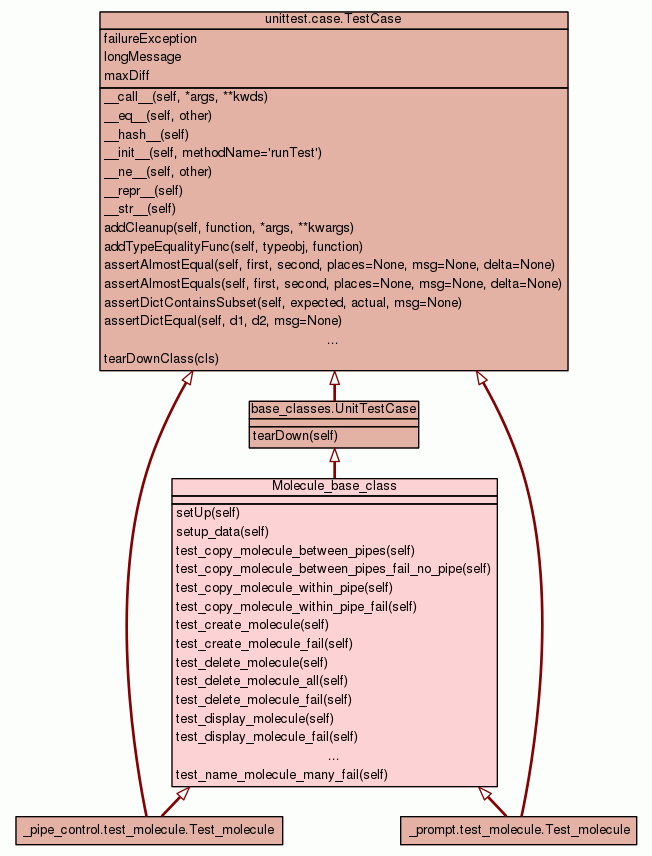 unittest.case.TestCase
failureException
longMessage
maxDiff
__call__(self, *args, **kwds)
__eq__(self, other)
__hash__(self)
__init__(self, methodName='runTest')
__ne__(self, other)
__repr__(self)
__str__(self)
addCleanup(self, function, *args, **kwargs)
addTypeEqualityFunc(self, typeobj, function)
assertAlmostEqual(self, first, second, places=None, msg=None, delta=None)
assertAlmostEquals(self, first, second, places=None, msg=None, delta=None)
assertDictContainsSubset(self, expected, actual, msg=None)
assertDictEqual(self, d1, d2, msg=None)
...
tearDownClass(cls)
base_classes.UnitTestCase
tearDown(self)
Molecule_base_class
setUp(self)
setup_data(self)
test_copy_molecule_between_pipes(self)
test_copy_molecule_between_pipes_fail_no_pipe(self)
test_copy_molecule_within_pipe(self)
test_copy_molecule_within_pipe_fail(self)
test_create_molecule(self)
test_create_molecule_fail(self)
test_delete_molecule(self)
test_delete_molecule_all(self)
test_delete_molecule_fail(self)
test_display_molecule(self)
test_display_molecule_fail(self)
...
test_name_molecule_many_fail(self)
_pipe_control.test_molecule.Test_molecule
_prompt.test_molecule.Test_molecule